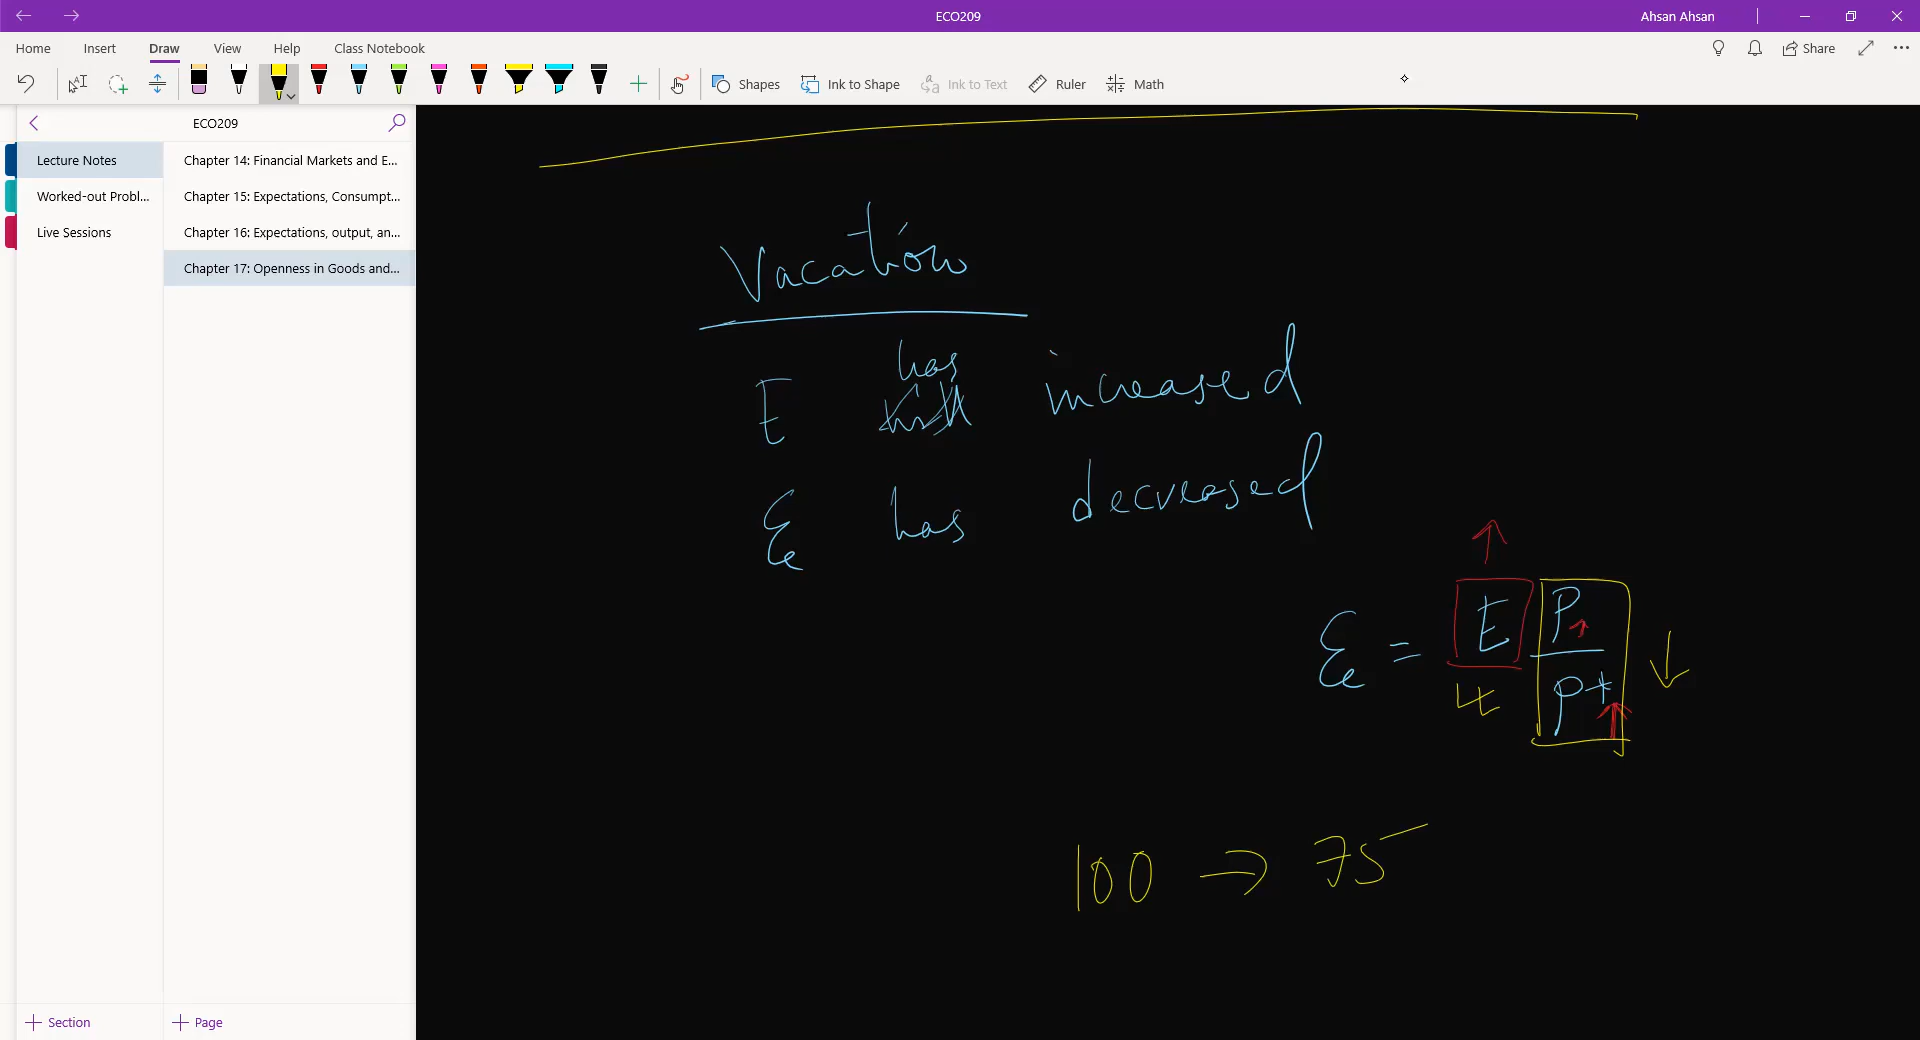 ECO209
Ahsan Ahsan
Home Insert Draw View Help Class Notebook
Share
Shapes Ink to Shape Ink to Text Ruler Math
ECO209
Lecture Notes
Worked-out Probl...
Live Sessions
Chapter 14: Financial Markets and E...
Chapter 15: Expectations, Consumpt...
Chapter 16: Expectations, output, an...
Chapter 17: Openness in Goods and...
Vacation
has
E increased
ε has decreased
↑
ε = E P↑ / P*↑ ↓
100 → 75
+ Section + Page